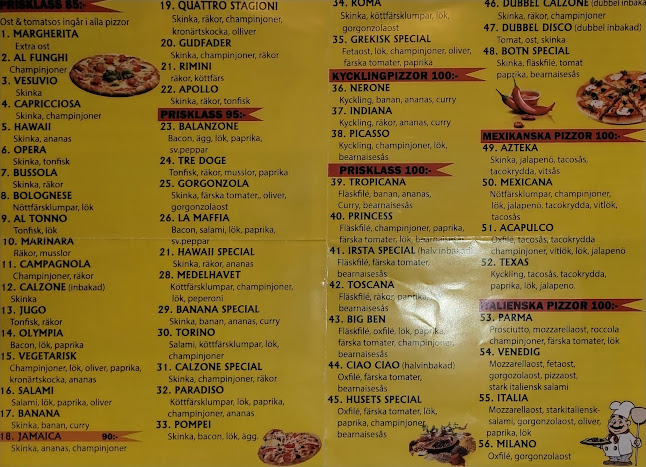 PRISKLASS 85:-
Ost & tomatsos ingår i alla pizzor
1. MARGHERITA
Extra ost
2. AL FUNGHI
Champinjoner
3. VESUVIO
Skinka
4. CAPRICCIOSA
Skinka, champinjoner
5. HAWAII
Skinka, ananas
6. OPERA
Skinka, tonfisk
7. BUSSOLA
Skinka, räkor
8. BOLOGNESE
Nöttfärsklumpar, lök
9. AL TONNO
Tonfisk, lök
10. MARINARA
Räkor, musslor
11. CAMPAGNOLA
Champinjoner, räkor
12. CALZONE (inbakad)
Skinka
13. JUGO
Tonfisk, räkor
14. OLYMPIA
Bacon, lök, paprika
15. VEGETARISK
Champinjoner, lök, oliver, paprika,
kronärtskocka, ananas
16. SALAMI
Salami, lök, paprika, oliver
17. BANANA
Skinka, banan, curry
18. JAMAICA 90:-
Skinka, ananas, champinjoner
19. QUATTRO STAGIONI
Skinka, räkor, champinjoner,
kronärtskocka, olliver
20. GUDFADER
Skinka, champinjoner, tonfisk
21. RIMINI
räkor, köttfärs
22. APOLLO
Skinka, räkor, tonfisk
PRISKLASS 95:-
23. BALANZONE
Bacon, ägg, lök, paprika,
sv.peppar
24. TRE DOGE
Tonfisk, räkor, musslor, paprika
25. GORGONZOLA
Skinka, färska tomater,, oliver,
gorgonzolaost
26. LA MAFFIA
Bacon, salami, lök, paprika,
sv.peppar
21. HAWAII SPECIAL
Skinka, räkor, ananas
28. MEDELHAVET
Köttfärsklumpar, champinjoner,
lök, peperoni
29. BANANA SPECIAL
Skinka, banan, ananas, curry
30. TORINO
Salami, köttfärsklumpar, lök,
champinjoner
31. CALZONE SPECIAL
Skinka, champinjoner, räkor
32. PARADISO
Köttfärsklumpar, lök, paprika,
champinjoner, ananas
33. POMPEI
Skinka, bacon, lök, ägg.
34. ROMA
Skinka, köttfärsklumpar, lök,
gorgonzolaost
35. GREKISK SPECIAL
Fetaost, lök, champinjoner, oliver,
färska tomater, paprika
KYCKLINGPIZZOR 100:-
36. NERONE
Kyckling, banan, ananas, curry
37. INDIANA
Kyckling, räkor, ananas, curry
38. PICASSO
Kyckling, champinjoner, lök,
bearnaisesås
PRISKLASS 100:-
39. TROPICANA
Fläskfilé, banan, ananas,
Curry, bearnaisesås
40. PRINCESS
Fläskfilé, champinjoner, paprika,
färska tomater, lök, bearnaisesås
41. IRSTA SPECIAL (halvinbakad)
Fläskfilé, färska tomater,
bearnaisesås
42. TOSCANA
Fläskfilé, räkor, paprika,
bearnaisesås
43. BIG BEN
Fläskfilé, oxfilé, lök, paprika,
färska tomater, champinjoner,
bearnaisesås
44. CIAO CIAO (halvinbakad)
Oxfilé, färska tomater,
bearnaisesås
45. HUSETS SPECIAL
Fläskfilé, oxfilé, lök,
paprika, champinjoner,
bearnaisesås
46. DUBBEL CALZONE (dubbel inbakad)
Skinka, räkor, champinjoner
47. DUBBEL DISCO (dubbel inbakad)
Tomat, ost, skinka
48. BOTN SPECIAL
Skinka, fläskfilé, tomat
paprika, bearnaisesås
MEXIKANSKA PIZZOR 100:-
49. AZTEKA
Skinka, jalapenö, tacosås,
tacokrydda, vitsås
50. MEXICANA
Nötfärsklumpar, champinjoner,
lök, jalapenö. tacokrydda, vitlök,
tacosås
51. ACAPULCO
Oxfile, tacosås, tacokrydda
champinjoner, vitlök, lök, jalapenö
52. TEXAS
Kyckling, tacosås, tacokrydda,
paprika, lök, jalapeno.
ITALIENSKA PIZZOR 100:-
53. PARMA
Prosciutto, mozzarellaost, roccola
champinjoner, färska tomater, lök
54. VENEDIG
Mozzarellaost, fetaost,
gorgozolaost, pizzaost,
stark italiensk salami
55. ITALIA
Mozzarellaost, starkitaliensk-
salami, gorgonzolaost, oliver,
paprika, lök
56. MILANO
Oxfilé, gorgonzolaost